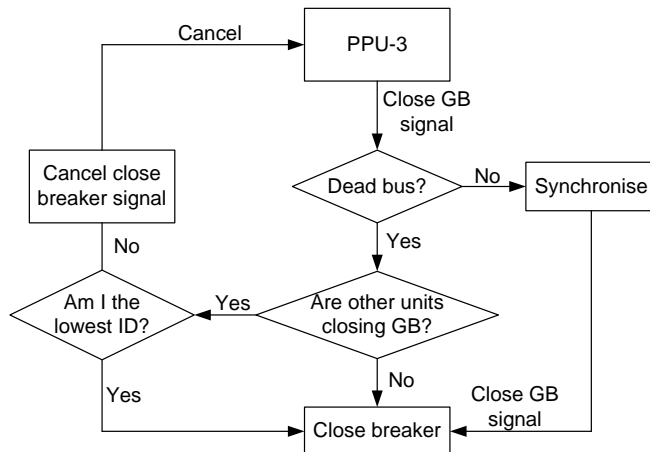 Cancel
PPU-3
Close GB
signal
Cancel close
breaker signal
Dead bus?
No
Synchronise
No
Yes
Am I the
lowest ID?
Yes
Are other units
closing GB?
Yes
No
Close GB
signal
Close breaker